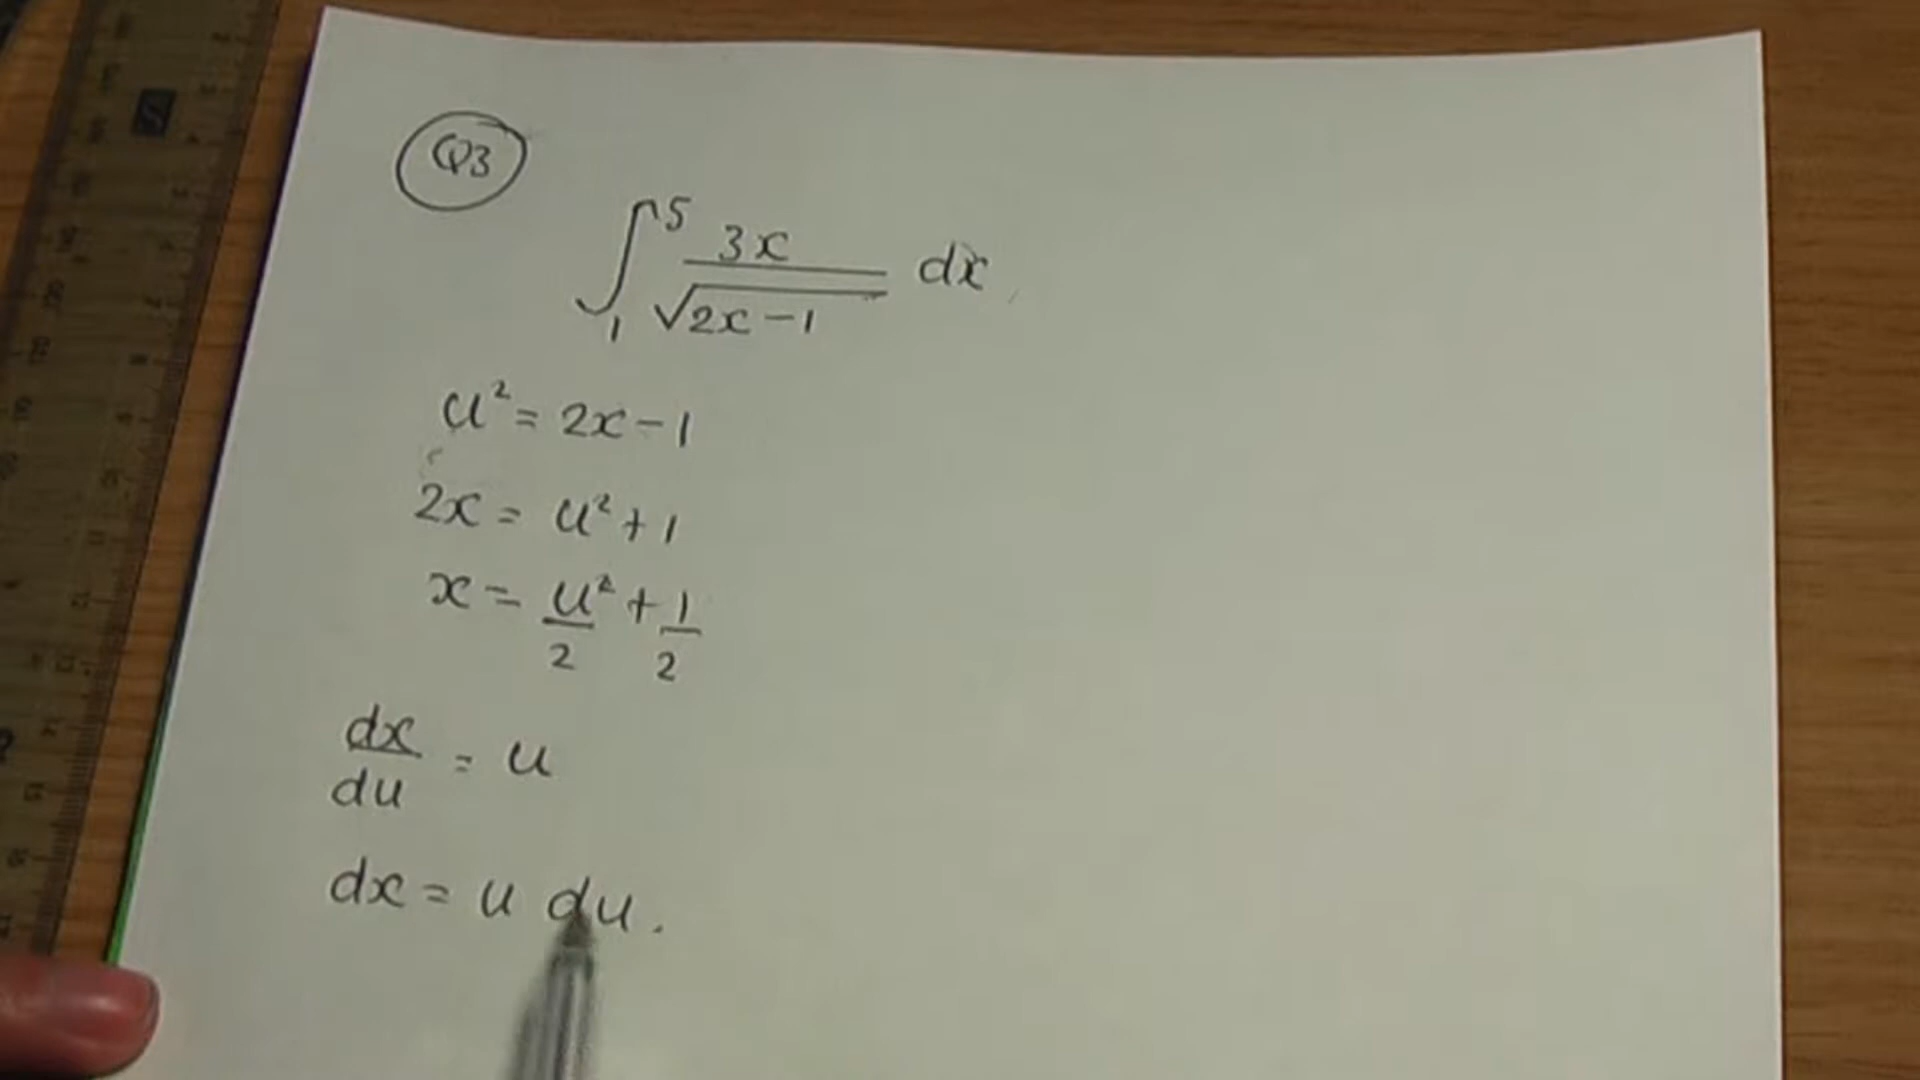 Q3
∫₁⁵ 3x/√(2x-1) dx
u² = 2x-1
2x = u²+1
x = u²/2 + 1/2
dx/du = u
dx = u du.